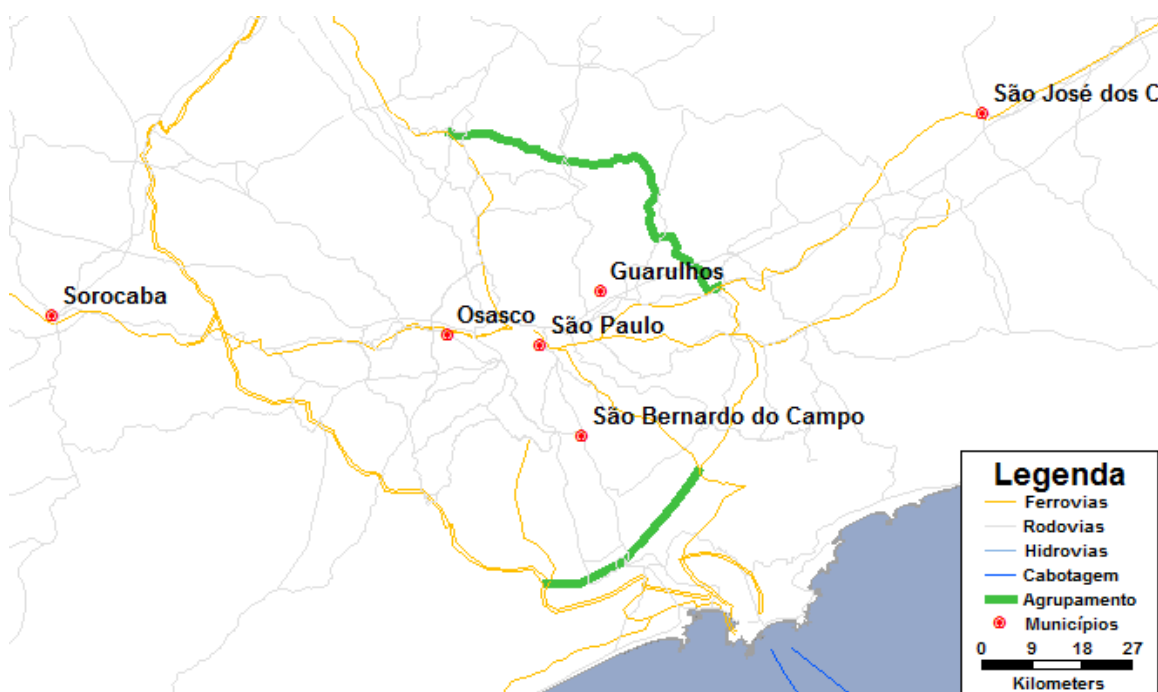 São José dos C
Guarulhos
Sorocaba
Osasco
São Paulo
São Bernardo do Campo
Legenda
Ferrovias
Rodovias
Hidrovias
Cabotagem
Agrupamento
Municípios
0 9 18 27
Kilometers